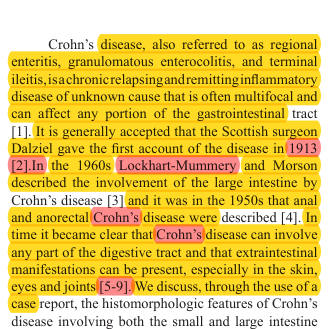 Crohn's disease, also referred to as regional
enteritis, granulomatous enterocolitis, and terminal
ileitis, is a chronic relapsing and remitting inflammatory
disease of unknown cause that is often multifocal and
can affect any portion of the gastrointestinal tract
[1]. It is generally accepted that the Scottish surgeon
Dalziel gave the first account of the disease in 1913
[2].In the 1960s Lockhart-Mummery and Morson
described the involvement of the large intestine by
Crohn's disease [3] and it was in the 1950s that anal
and anorectal Crohn's disease were described [4]. In
time it became clear that Crohn's disease can involve
any part of the digestive tract and that extraintestinal
manifestations can be present, especially in the skin,
eyes and joints [5-9]. We discuss, through the use of a
case report, the histomorphologic features of Crohn's
disease involving both the small and large intestine